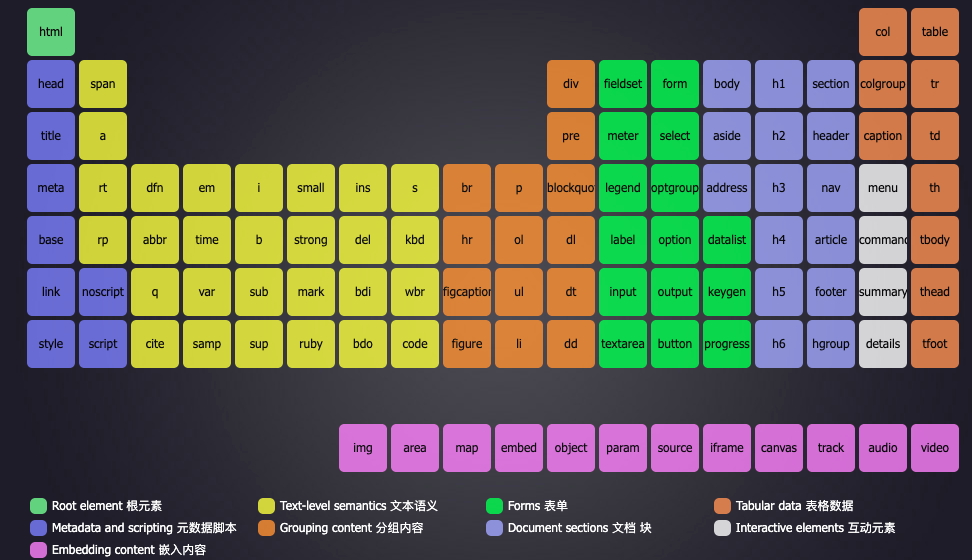 html col table
head span div fieldset form body h1 section colgroup tr
title a pre meter select aside h2 header caption td
meta rt dfn em i small ins s br p blockquo legend optgroup address h3 nav menu th
base rp abbr time b strong del kbd hr ol dl label option datalist h4 article command tbody
link noscript q var sub mark bdi wbr figcaption ul dt input output keygen h5 footer summary thead
style script cite samp sup ruby bdo code figure li dd textarea button progress h6 hgroup details tfoot
img area map embed object param source iframe canvas track audio video
Root element 根元素 Text-level semantics 文本语义 Forms 表单 Tabular data 表格数据
Metadata and scripting 元数据脚本 Grouping content 分组内容 Document sections 文档 块 Interactive elements 互动元素
Embedding content 嵌入内容